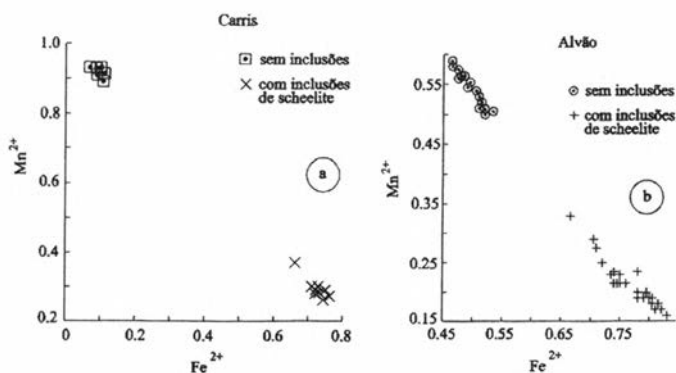 Carris
1.0
0.8
0.6
0.4
0.2
Mn2+
sem inclusões
com inclusões
de scheelite
a
0
0.2
0.4
0.6
0.8
Fe2+
Alvão
0.55
0.45
0.35
0.25
0.15
Mn2+
sem inclusões
com inclusões
de scheelite
b
0.45
0.55
0.65
0.75
Fe2+